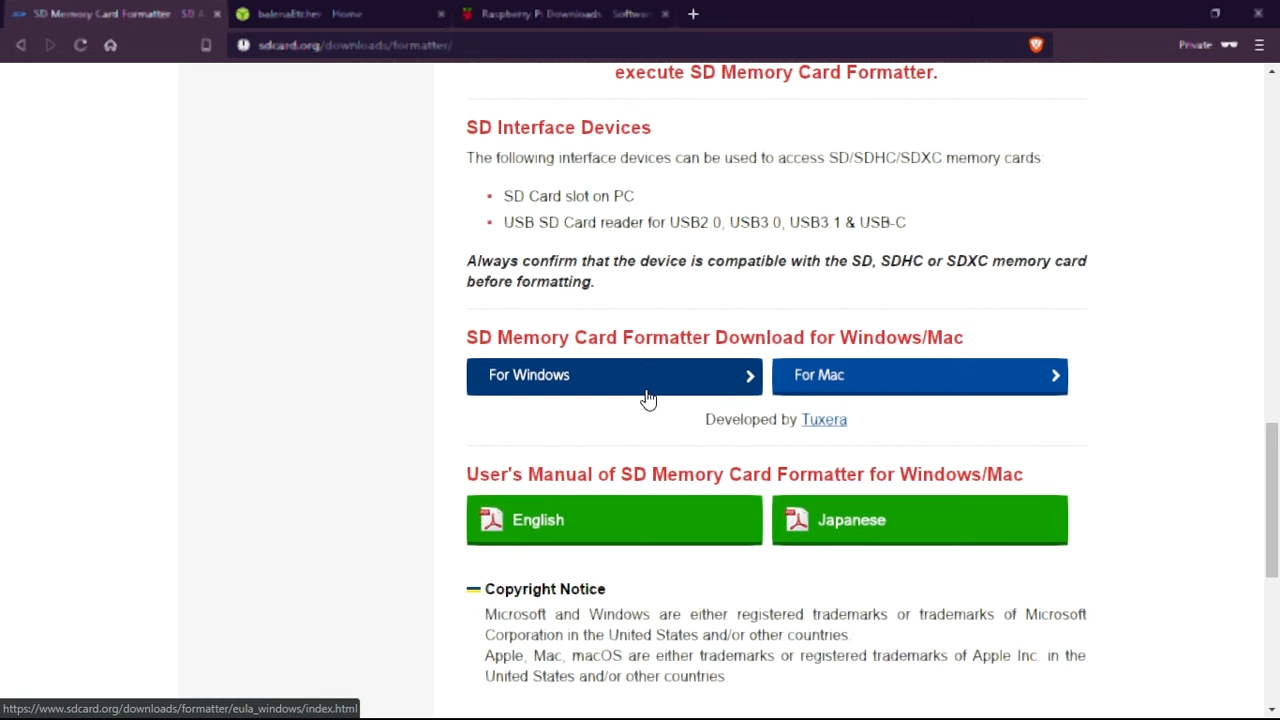 SD Memory Card Formatter | SD A
balenaEtcher - Home
Raspberry Pi Downloads - Software
sdcard.org/downloads/formatter/
Private
execute SD Memory Card Formatter.
SD Interface Devices
The following interface devices can be used to access SD/SDHC/SDXC memory cards:
SD Card slot on PC
USB SD Card reader for USB2.0, USB3.0, USB3.1 & USB-C
Always confirm that the device is compatible with the SD, SDHC or SDXC memory card
before formatting.
SD Memory Card Formatter Download for Windows/Mac
For Windows
For Mac
Developed by Tuxera
User's Manual of SD Memory Card Formatter for Windows/Mac
English
Japanese
Copyright Notice
Microsoft and Windows are either registered trademarks or trademarks of Microsoft
Corporation in the United States and/or other countries.
Apple, Mac, macOS are either trademarks or registered trademarks of Apple Inc. in the
United States and/or other countries.
https://www.sdcard.org/downloads/formatter/eula_windows/index.html